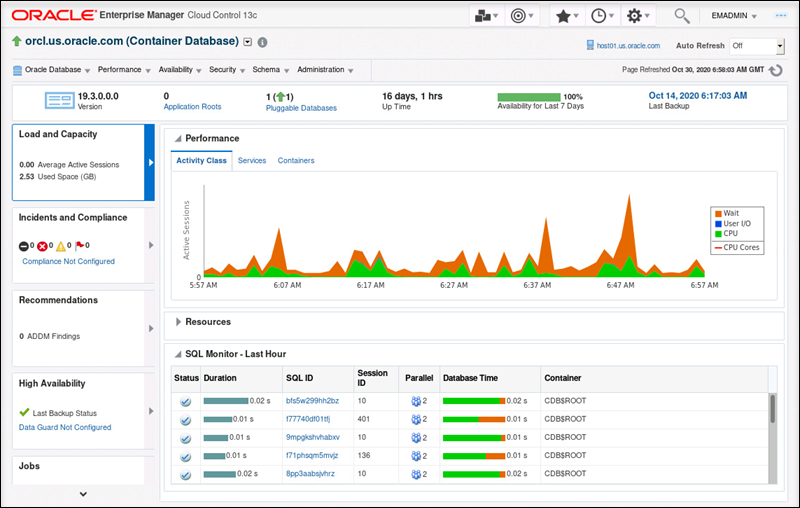 ORACLE Enterprise Manager Cloud Control 13c
EMADMIN
orcl.us.oracle.com (Container Database)
host01.us.oracle.com
Auto Refresh
Off
Oracle Database
Performance
Availability
Security
Schema
Administration
Page Refreshed Oct 30, 2020 6:58:03 AM GMT
19.3.0.0.0
Version
0
Application Roots
1 (1)
Pluggable Databases
16 days, 1 hrs
Up Time
100%
Availability for Last 7 Days
Oct 14, 2020 6:17:03 AM
Last Backup
Load and Capacity
0.00 Average Active Sessions
2.53 Used Space (GB)
Incidents and Compliance
0 0 0 0
Compliance Not Configured
Recommendations
0 ADDM Findings
High Availability
Last Backup Status
Data Guard Not Configured
Jobs
Performance
Activity Class
Services
Containers
Active Sessions
0
5:57 AM 6:07 AM 6:17 AM 6:27 AM 6:37 AM 6:47 AM 6:57 AM
Wait
User I/O
CPU
CPU Cores
Resources
SQL Monitor - Last Hour
Status Duration SQL ID Session ID Parallel Database Time Container
0.02 s bfs5w299hh2bz 10 2 0.02 s CDB$ROOT
0.01 s f77740df01tfj 401 2 0.01 s CDB$ROOT
0.01 s 9mpgkshvhabxv 10 2 0.01 s CDB$ROOT
0.01 s f71phsqm5mvjz 136 2 0.01 s CDB$ROOT
0.02 s 8pp3aabsjvhrz 10 2 0.02 s CDB$ROOT